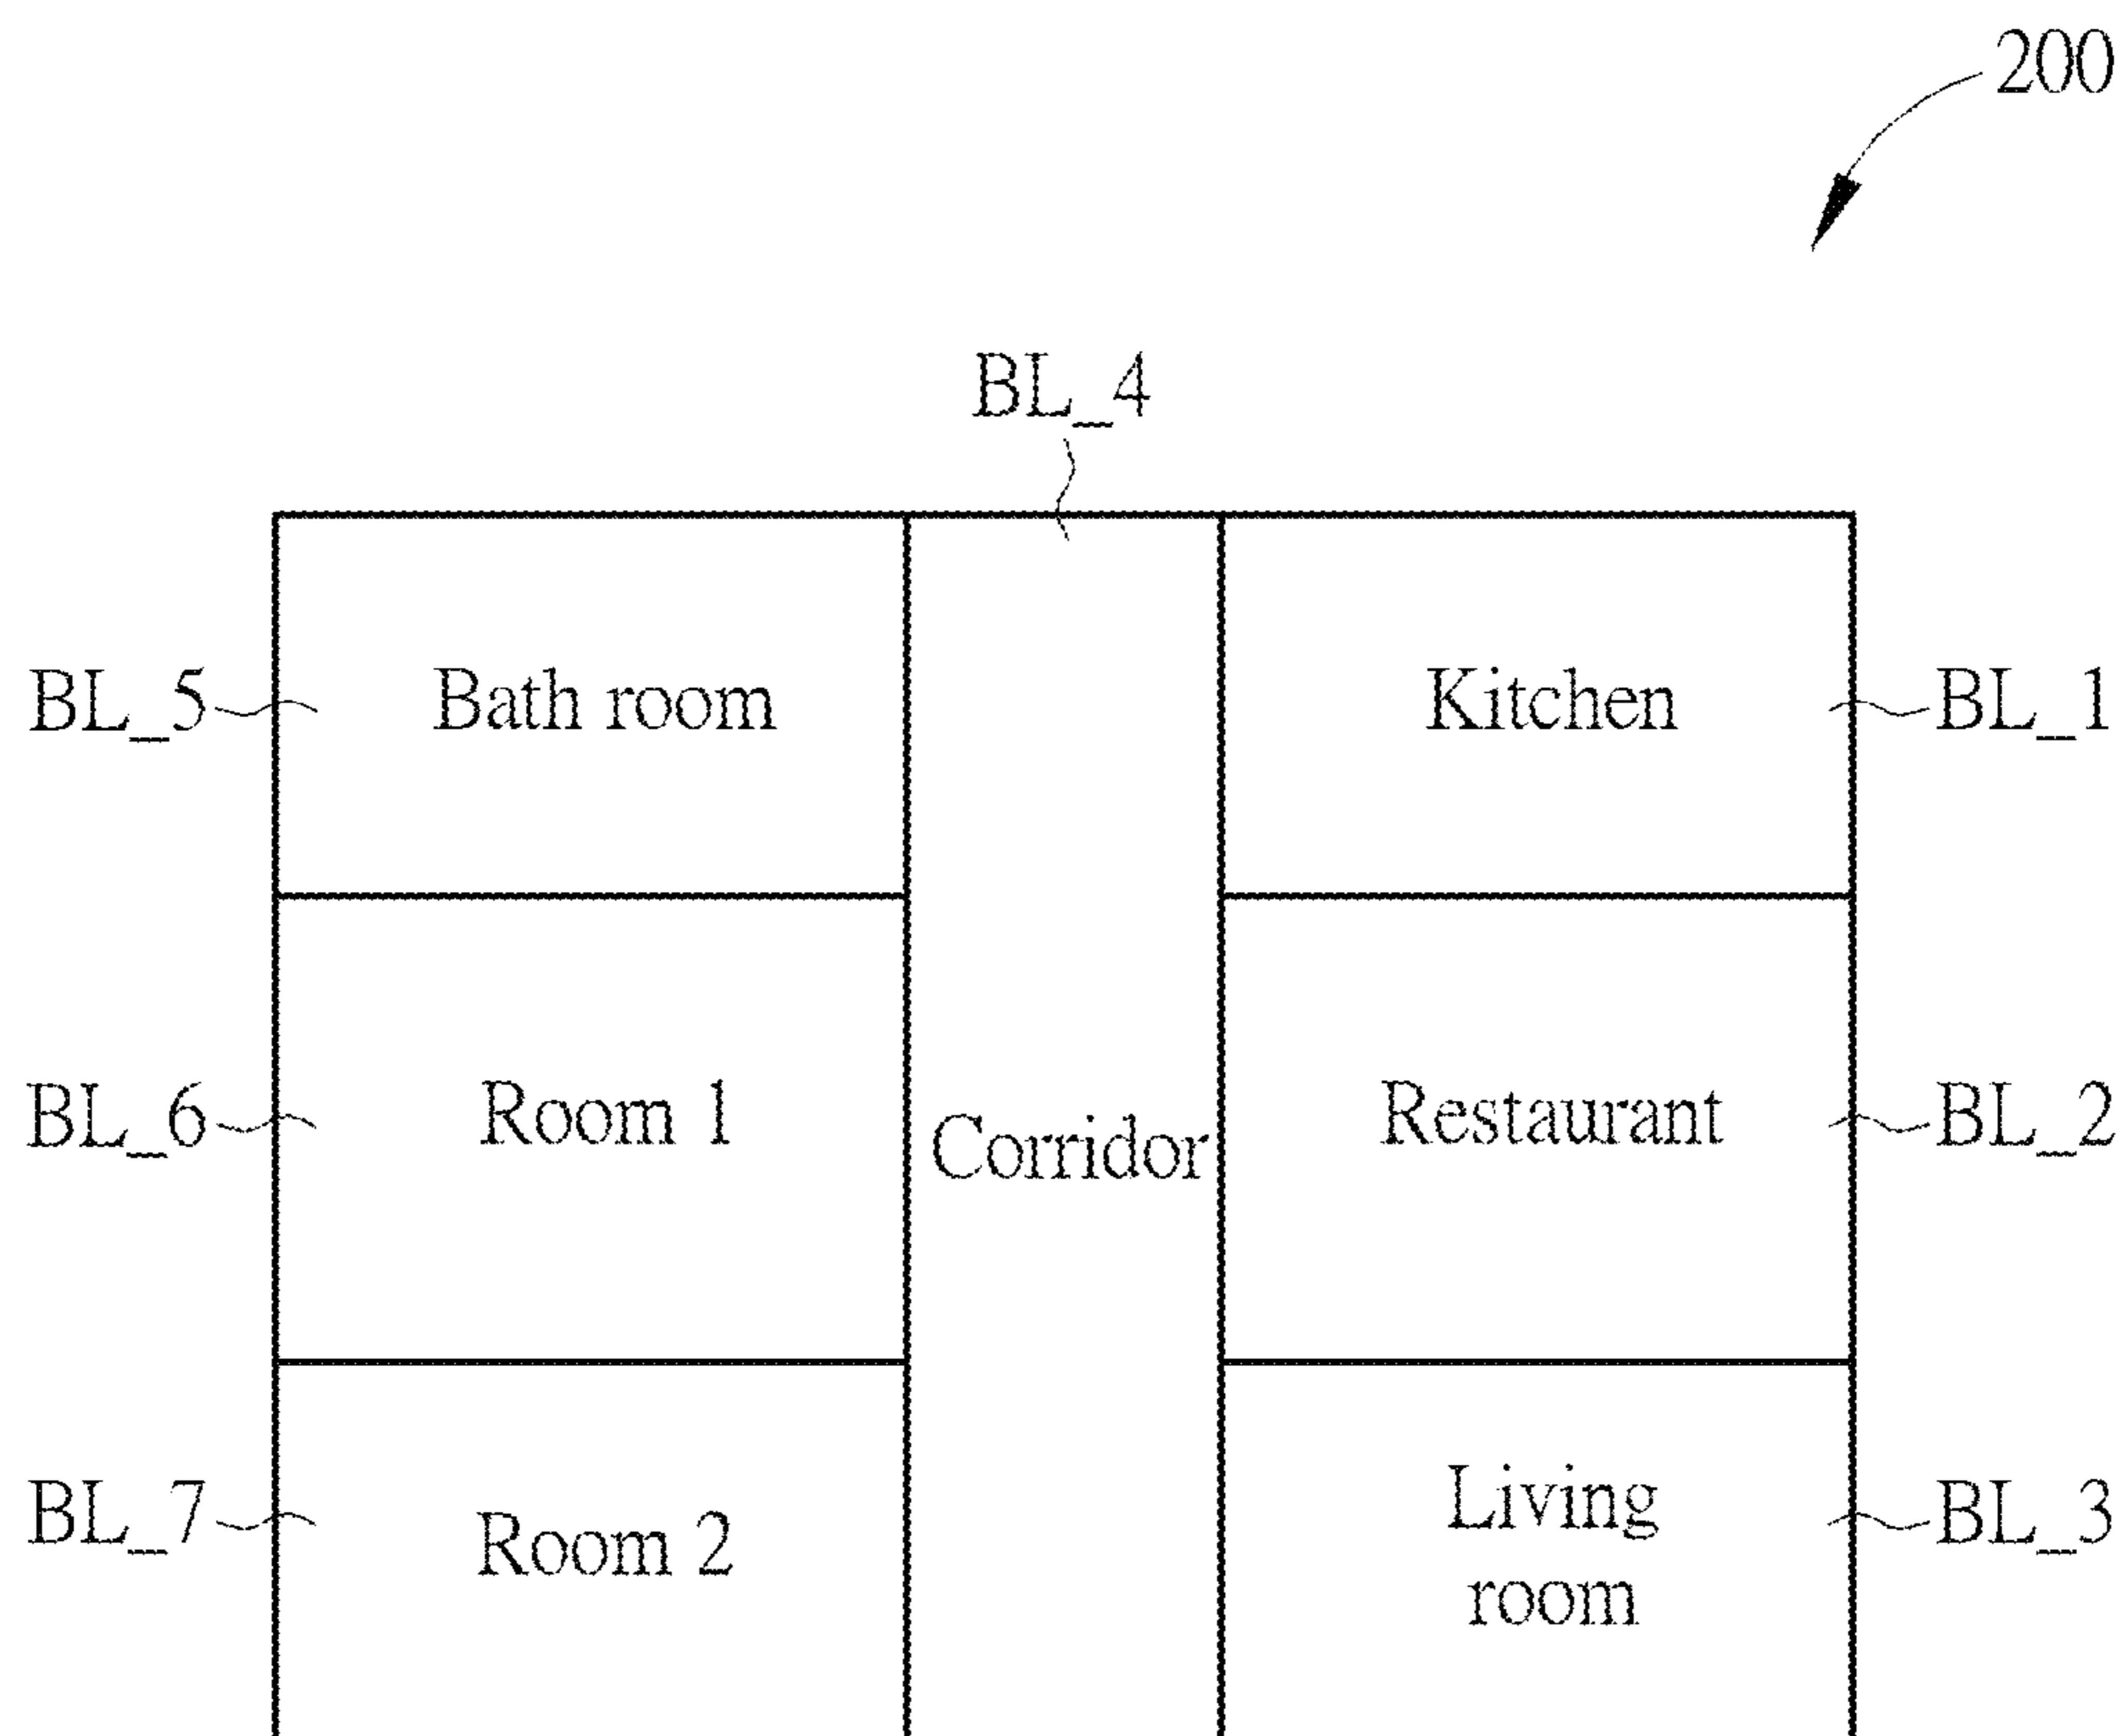 200
BL_4
BL_5
Bath room
Kitchen
BL_1
BL_6
Room 1
Corridor
Restaurant
BL_2
BL_7
Room 2
Living
room
BL_3